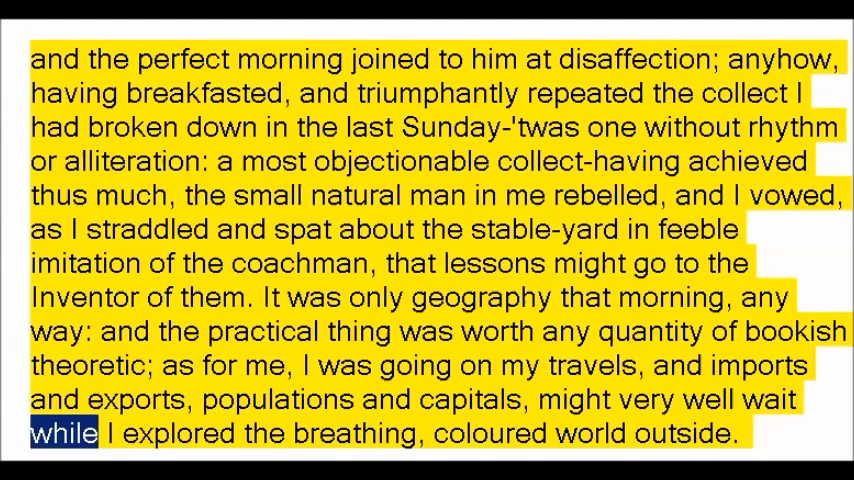 and the perfect morning joined to him at disaffection; anyhow,
having breakfasted, and triumphantly repeated the collect I
had broken down in the last Sunday-'twas one without rhythm
or alliteration: a most objectionable collect-having achieved
thus much, the small natural man in me rebelled, and I vowed,
as I straddled and spat about the stable-yard in feeble
imitation of the coachman, that lessons might go to the
Inventor of them. It was only geography that morning, any
way: and the practical thing was worth any quantity of bookish
theoretic; as for me, I was going on my travels, and imports
and exports, populations and capitals, might very well wait
while I explored the breathing, coloured world outside.